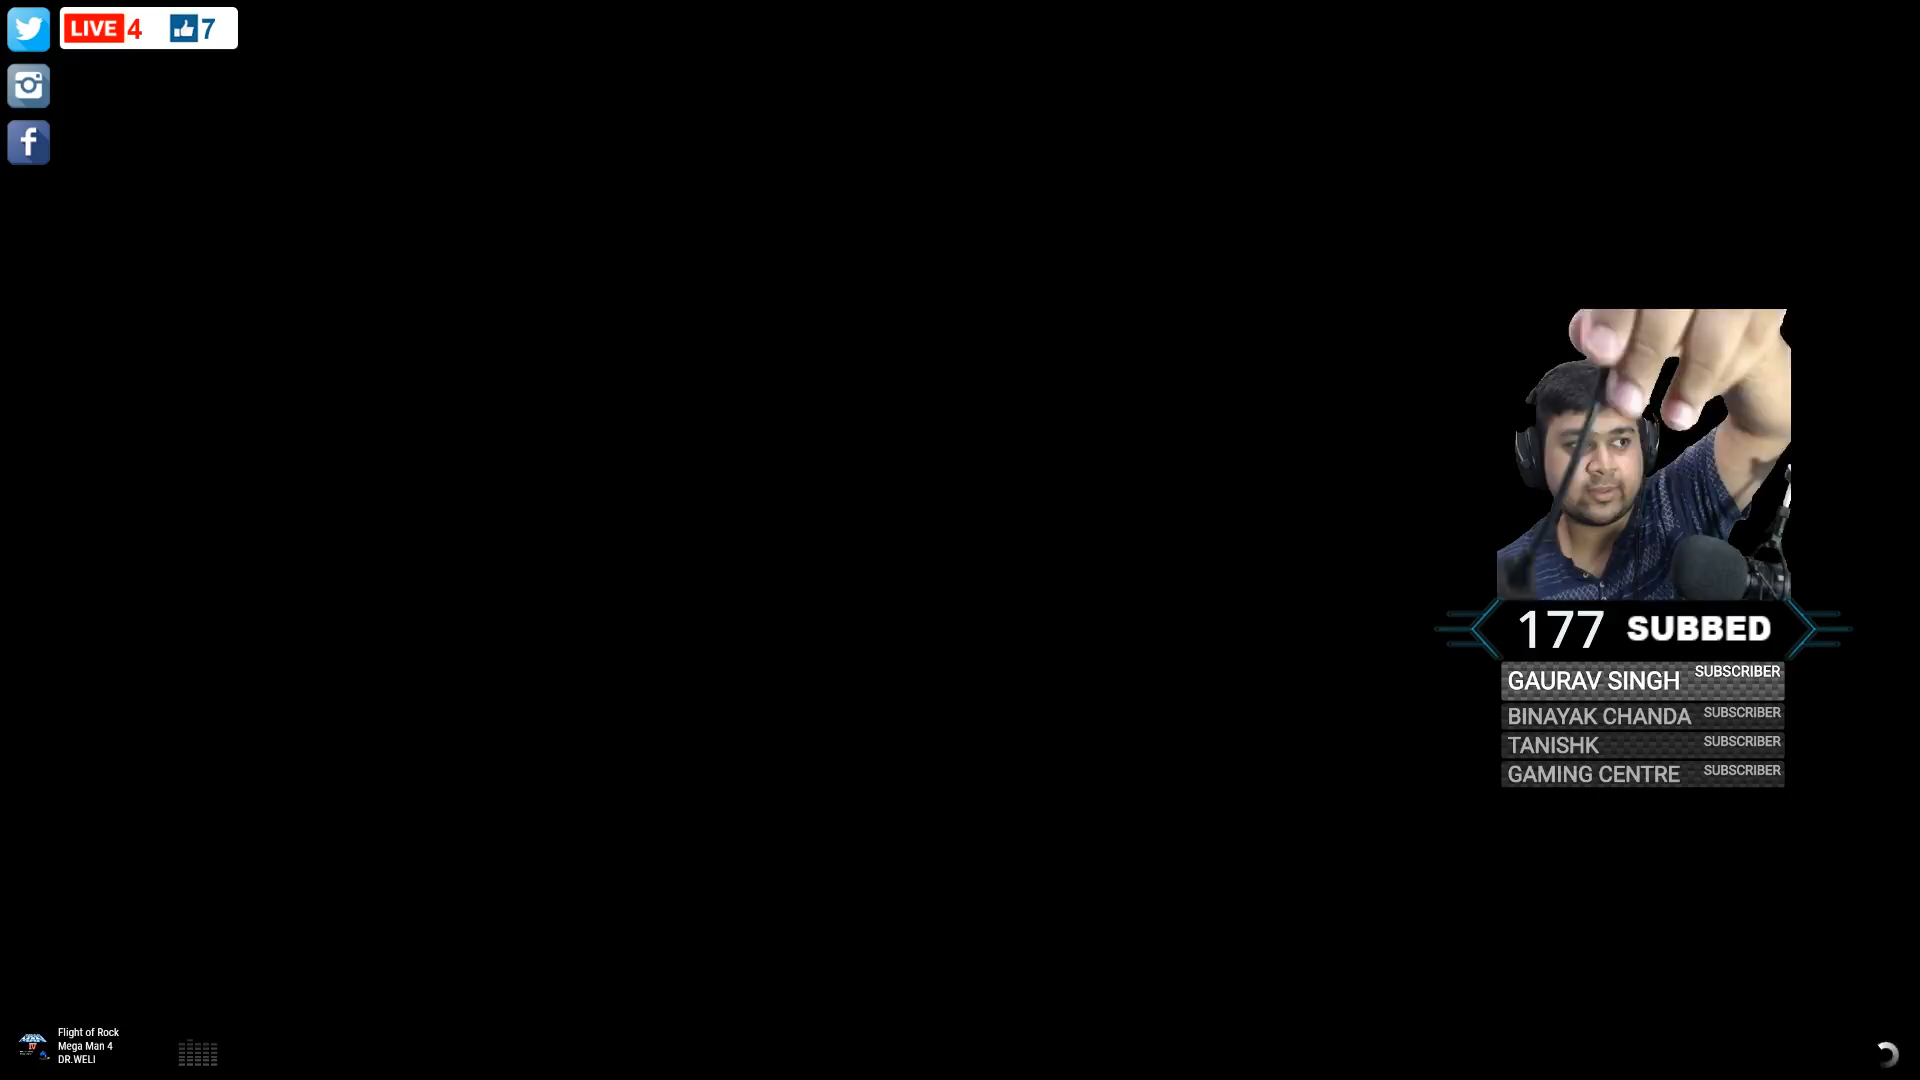 LIVE 4 7
177 SUBBED
GAURAV SINGH SUBSCRIBER
BINAYAK CHANDA SUBSCRIBER
TANISHK SUBSCRIBER
GAMING CENTRE SUBSCRIBER
Flight of Rock
Mega Man 4
DR.WELI